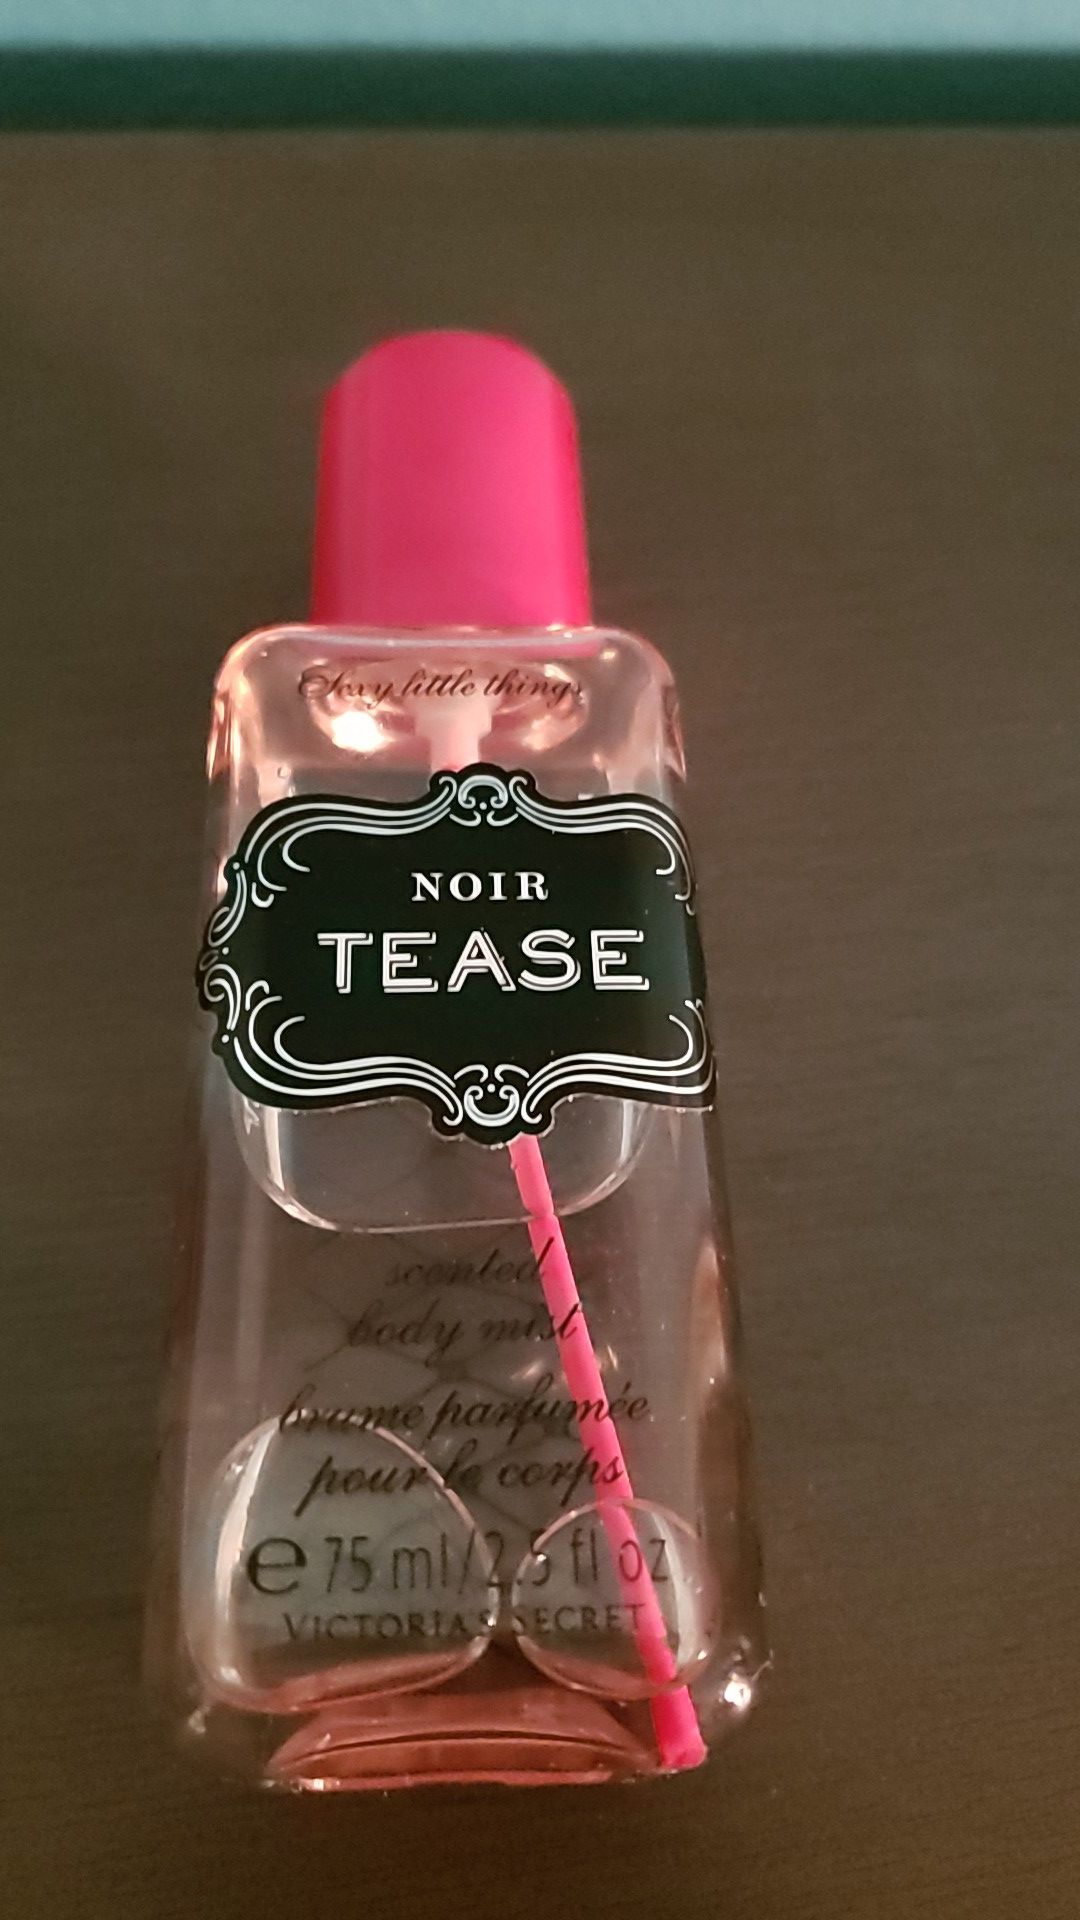 Sexy little things
NOIR
TEASE
scented
body mist
brume parfumée
pour le corps
e 75 ml/2.5 fl oz
VICTORIA'S SECRET